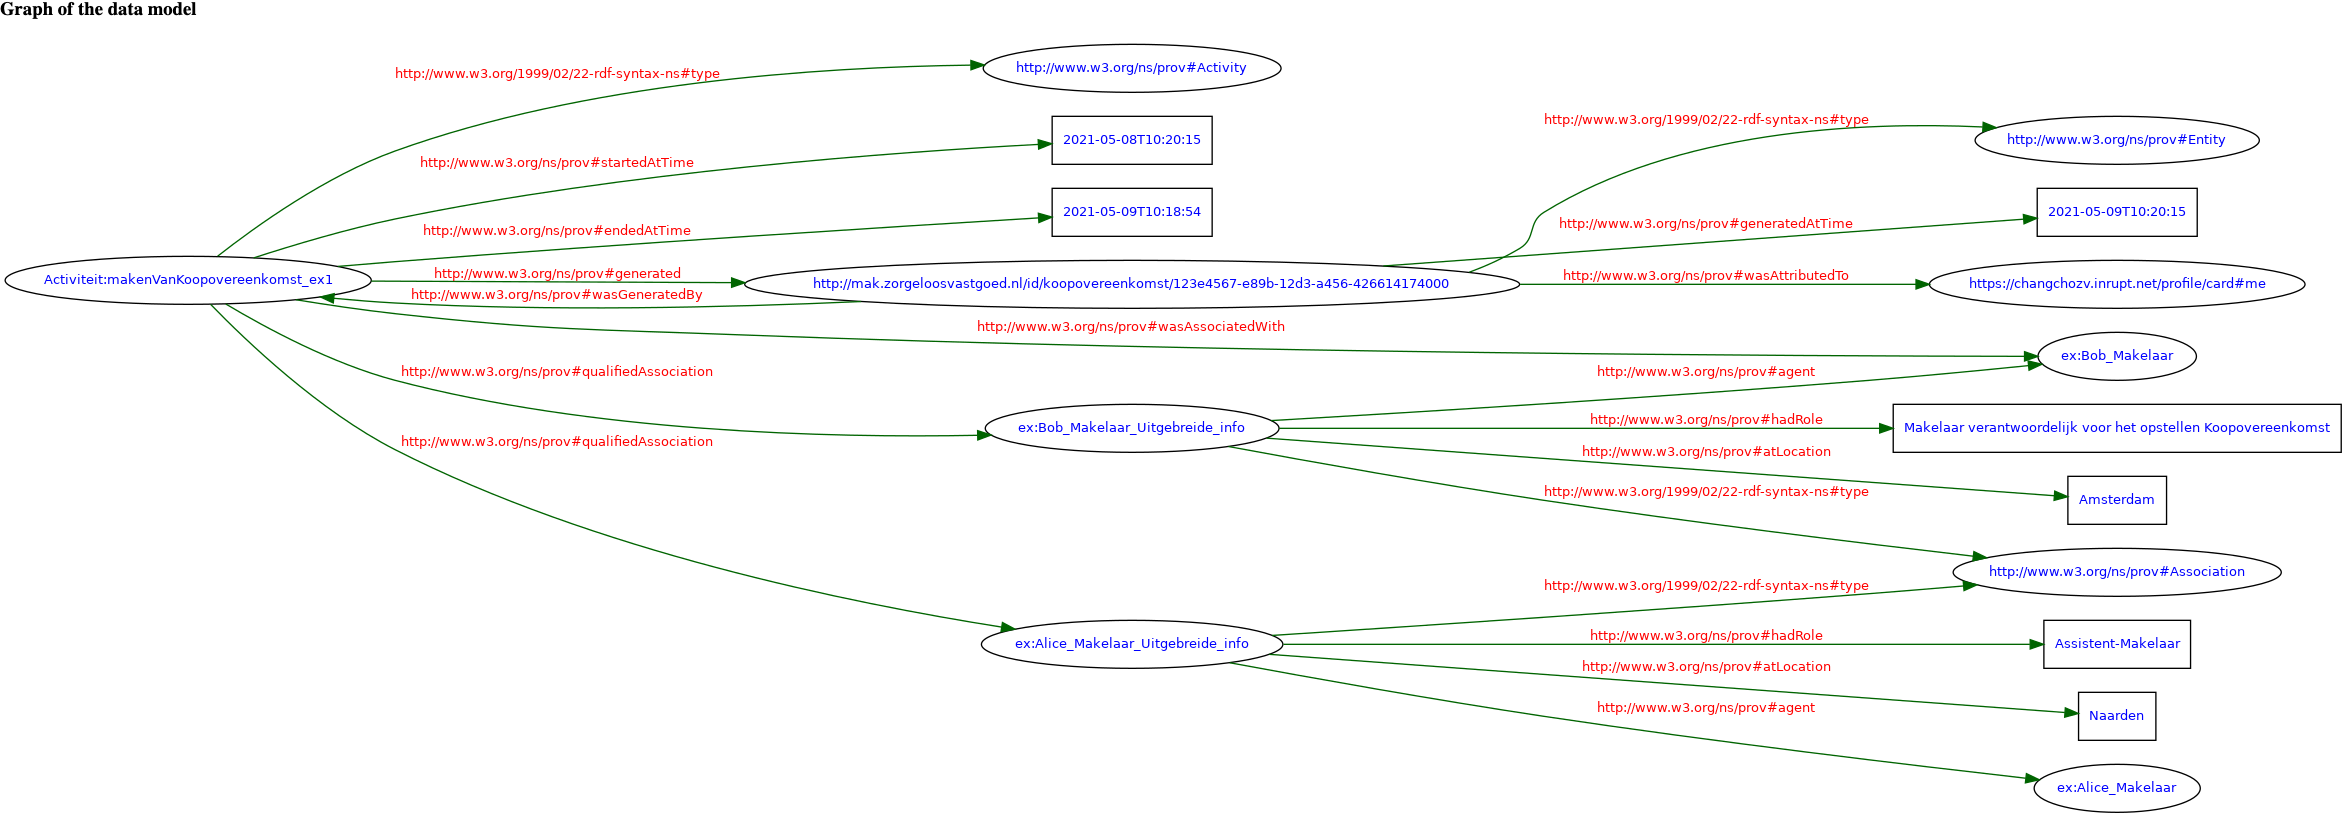 Graph of the data model
http://www.w3.org/ns/prov#Activity
http://www.w3.org/1999/02/22-rdf-syntax-ns#type
http://www.w3.org/1999/02/22-rdf-syntax-ns#type
2021-05-08T10:20:15
http://www.w3.org/ns/prov#Entity
http://www.w3.org/ns/prov#startedAtTime
2021-05-09T10:18:54
2021-05-09T10:20:15
http://www.w3.org/ns/prov#generatedAtTime
http://www.w3.org/ns/prov#endedAtTime
http://www.w3.org/ns/prov#generated
http://www.w3.org/ns/prov#wasAttributedTo
Activiteit:makenVanKoopovereenkomst_ex1
http://mak.zorgeloosvastgoed.nl/id/koopovereenkomst/123e4567-e89b-12d3-a456-426614174000
https://changchozv.inrupt.net/profile/card#me
http://www.w3.org/ns/prov#wasGeneratedBy
http://www.w3.org/ns/prov#wasAssociatedWith
ex:Bob_Makelaar
http://www.w3.org/ns/prov#qualifiedAssociation
http://www.w3.org/ns/prov#agent
http://www.w3.org/ns/prov#hadRole
ex:Bob_Makelaar_Uitgebreide_info
Makelaar verantwoordelijk voor het opstellen Koopovereenkomst
http://www.w3.org/ns/prov#qualifiedAssociation
http://www.w3.org/ns/prov#atLocation
http://www.w3.org/1999/02/22-rdf-syntax-ns#type
Amsterdam
http://www.w3.org/ns/prov#Association
http://www.w3.org/1999/02/22-rdf-syntax-ns#type
http://www.w3.org/ns/prov#hadRole
ex:Alice_Makelaar_Uitgebreide_info
Assistent-Makelaar
http://www.w3.org/ns/prov#atLocation
http://www.w3.org/ns/prov#agent
Naarden
ex:Alice_Makelaar